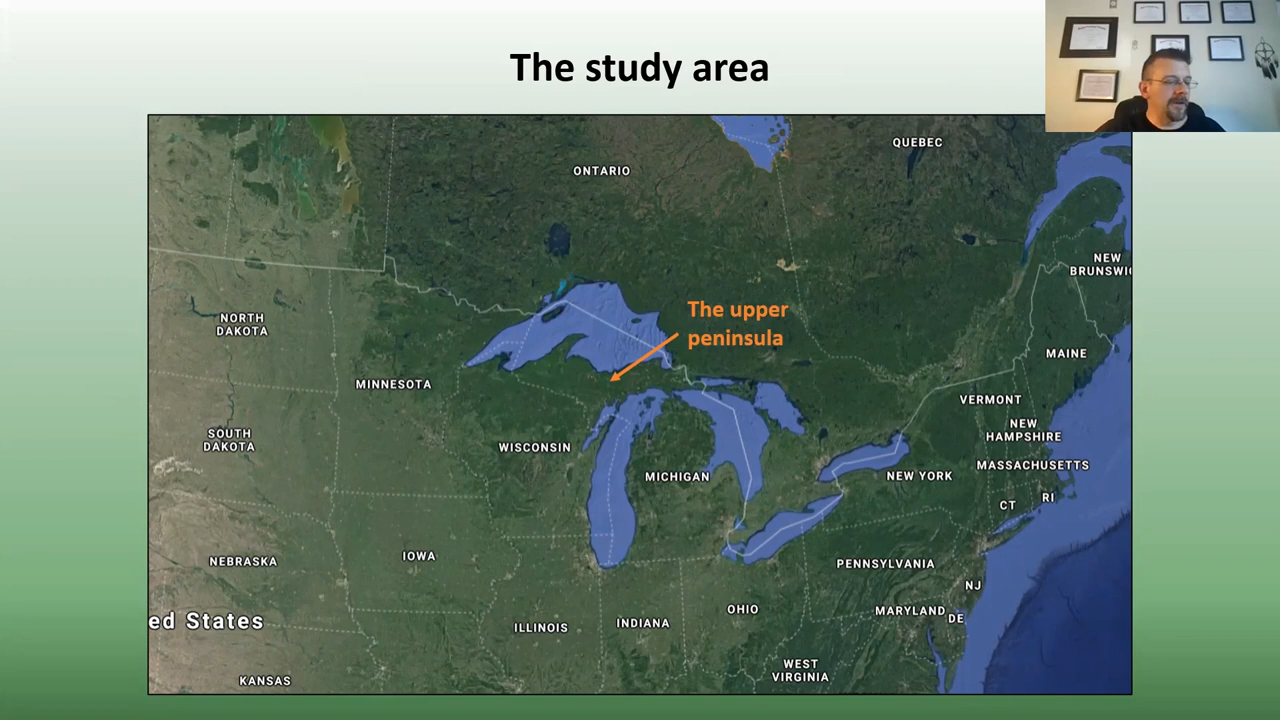 The study area
QUEBEC
ONTARIO
NEW
BRUNSWI
The upper
peninsula
NORTH
DAKOTA
MAINE
MINNESOTA
VERMONT
NEW
HAMPSHIRE
SOUTH
DAKOTA
WISCONSIN
MASSACHUSETTS
MICHIGAN
NEW YORK
CT
RI
IOWA
NEBRASKA
PENNSYLVANIA
NJ
OHIO
MARYLAND
DE
ed States
ILLINOIS
INDIANA
WEST
VIRGINIA
KANSAS